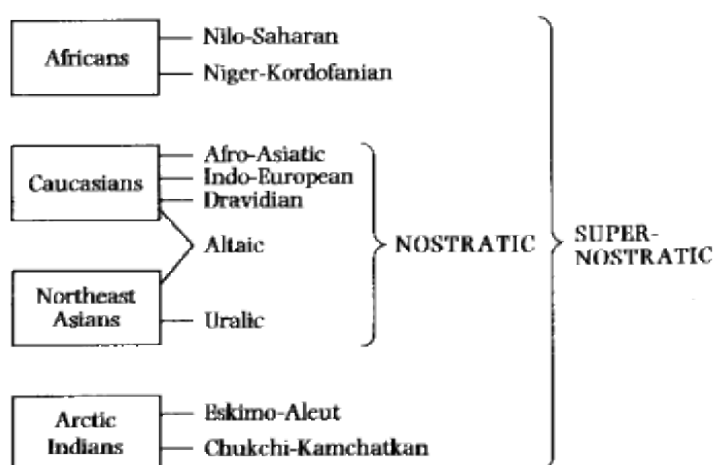 Africans
Nilo-Saharan
Niger-Kordofanian
Caucasians
Afro-Asiatic
Indo-European
Dravidian
Altaic
Northeast
Asians
Uralic
NOSTRATIC
SUPER-
NOSTRATIC
Arctic
Indians
Eskimo-Aleut
Chukchi-Kamchatkan